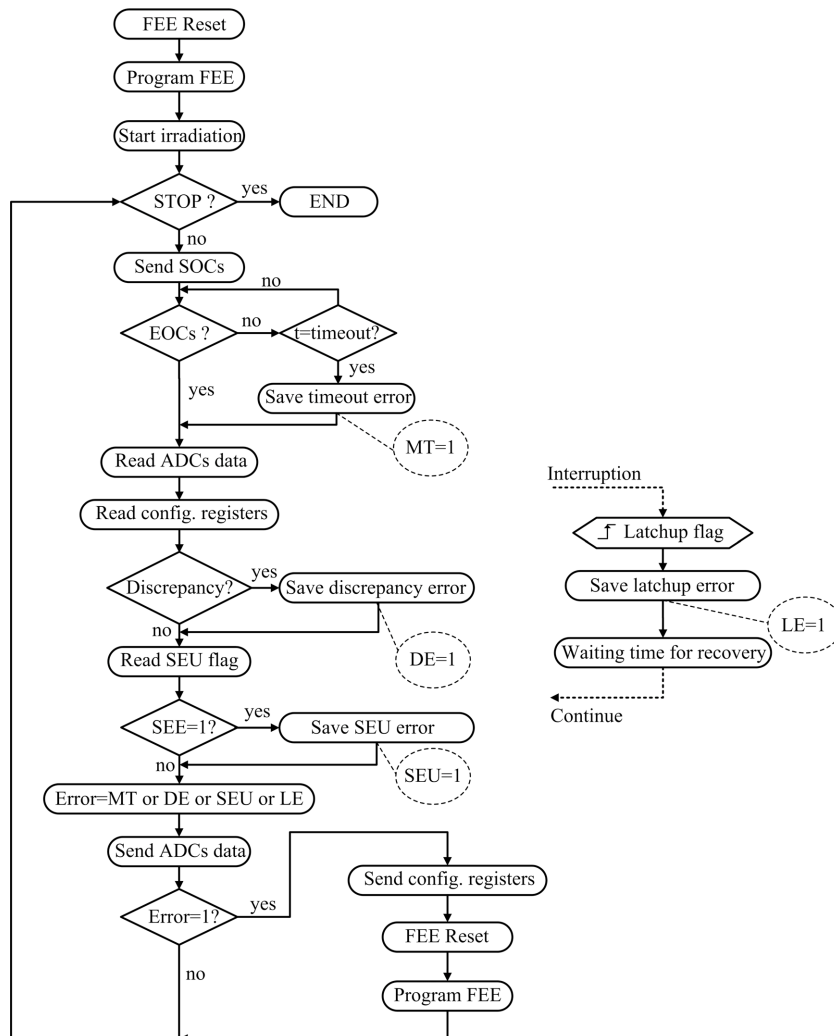 FEE Reset
Program FEE
Start irradiation
STOP ?
yes
END
no
Send SOCs
no
EOCs ?
no
t=timeout?
yes
yes
Save timeout error
MT=1
Read ADCs data
Read config. registers
Discrepancy?
yes
Save discrepancy error
no
DE=1
Read SEU flag
SEE=1?
yes
Save SEU error
no
SEU=1
Error=MT or DE or SEU or LE
Send ADCs data
Error=1?
yes
no
Send config. registers
FEE Reset
Program FEE
Interruption
Latchup flag
Save latchup error
LE=1
Waiting time for recovery
Continue